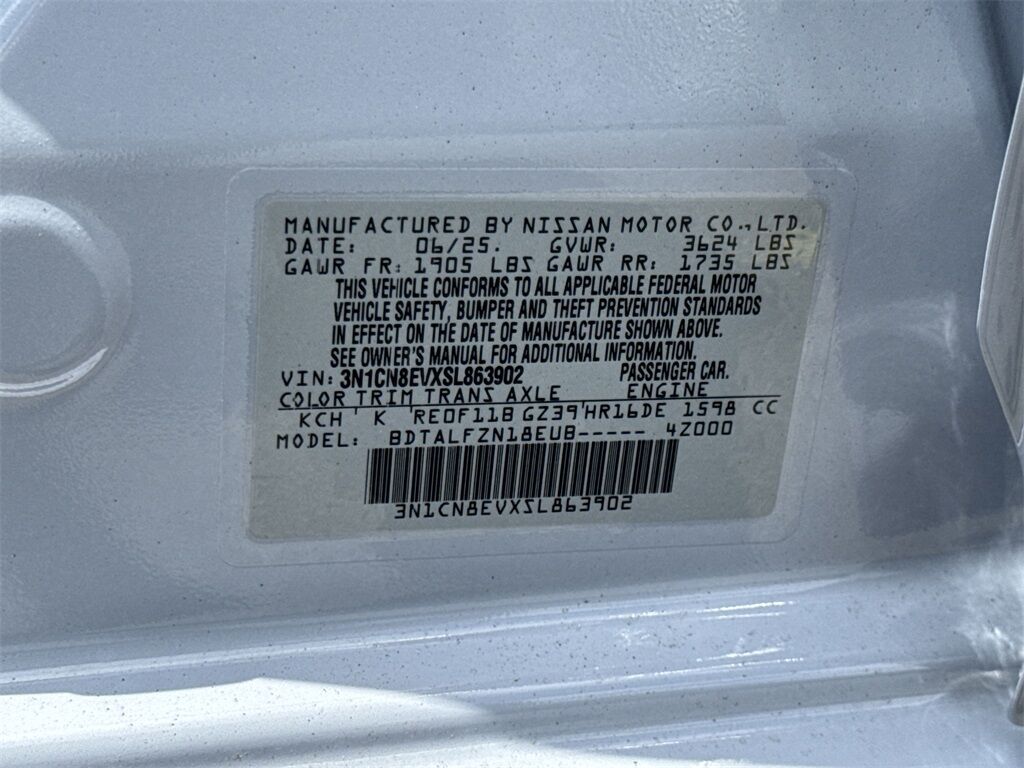 MANUFACTURED BY NISSAN MOTOR CO., LTD.
DATE: 06/25. GVWR: 3624 LBS
GAWR FR: 1905 LBS GAWR RR: 1735 LBS
THIS VEHICLE CONFORMS TO ALL APPLICABLE FEDERAL MOTOR
VEHICLE SAFETY, BUMPER AND THEFT PREVENTION STANDARDS
IN EFFECT ON THE DATE OF MANUFACTURE SHOWN ABOVE.
SEE OWNER'S MANUAL FOR ADDITIONAL INFORMATION.
VIN: 3N1CN8EVXSL863902 PASSENGER CAR.
COLOR TRIM TRANS AXLE ENGINE
KCH ' K ' RE0F11B GZ39 ' HR16DE 1598 CC
MODEL: BDTALFZN18EUB----- 4Z000
3N1CN8EVXSL863902